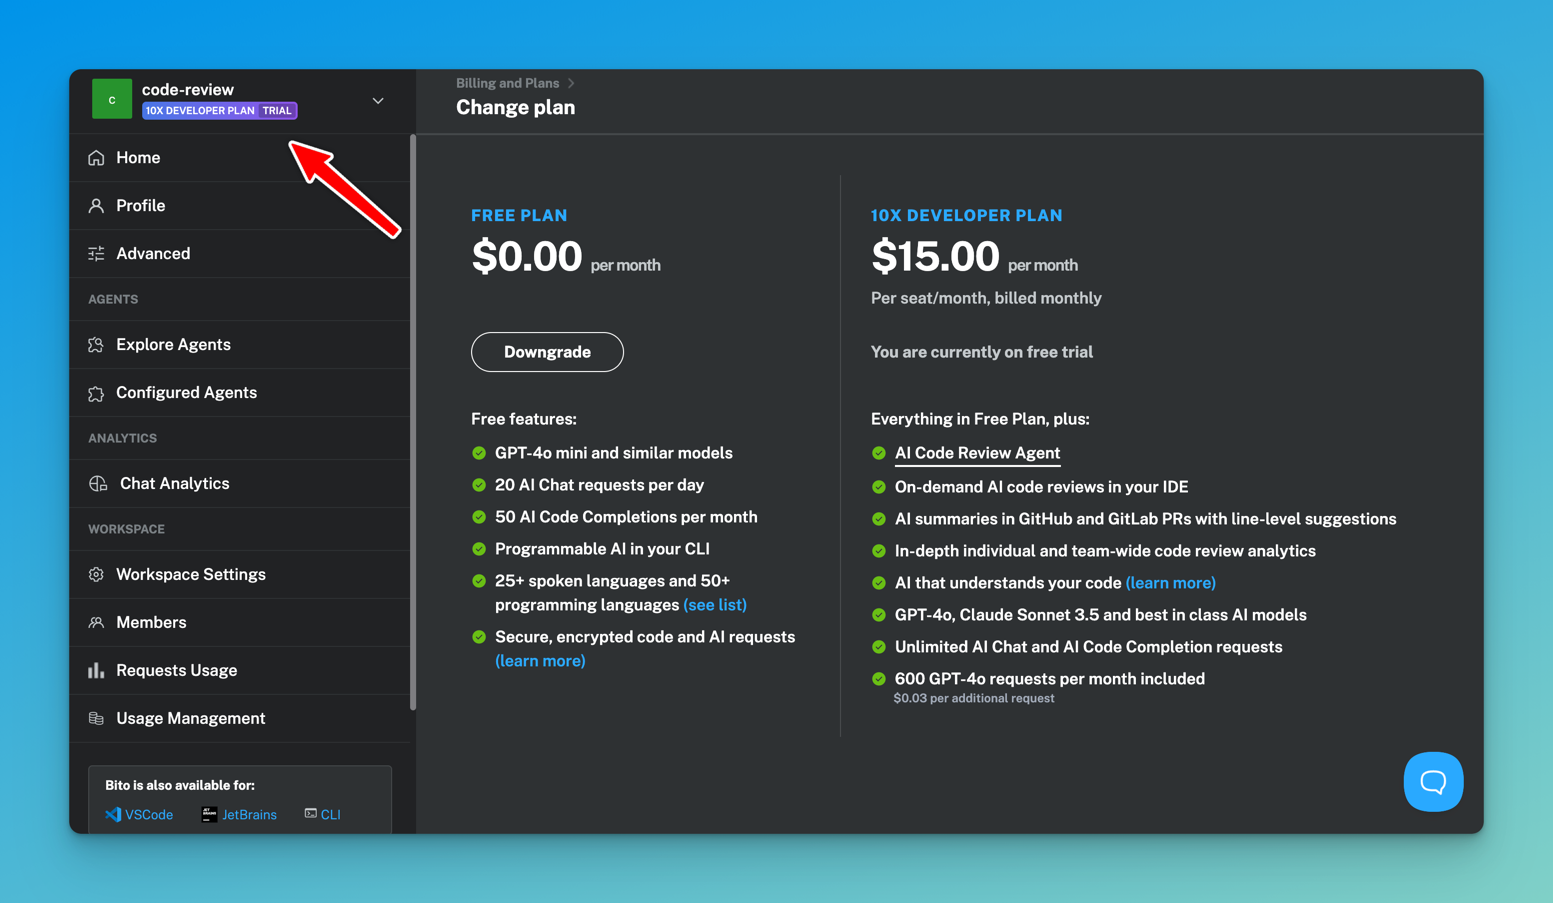 C
code-review
10X DEVELOPER PLAN TRIAL
Home
Profile
Advanced
AGENTS
Explore Agents
Configured Agents
ANALYTICS
Chat Analytics
WORKSPACE
Workspace Settings
Members
Requests Usage
Usage Management
Bito is also available for:
VSCode JetBrains CLI
Billing and Plans
Change plan
FREE PLAN
$0.00 per month
Downgrade
Free features:
GPT-4o mini and similar models
20 AI Chat requests per day
50 AI Code Completions per month
Programmable AI in your CLI
25+ spoken languages and 50+
programming languages (see list)
Secure, encrypted code and AI requests
(learn more)
10X DEVELOPER PLAN
$15.00 per month
Per seat/month, billed monthly
You are currently on free trial
Everything in Free Plan, plus:
AI Code Review Agent
On-demand AI code reviews in your IDE
AI summaries in GitHub and GitLab PRs with line-level suggestions
In-depth individual and team-wide code review analytics
AI that understands your code (learn more)
GPT-4o, Claude Sonnet 3.5 and best in class AI models
Unlimited AI Chat and AI Code Completion requests
600 GPT-4o requests per month included
$0.03 per additional request